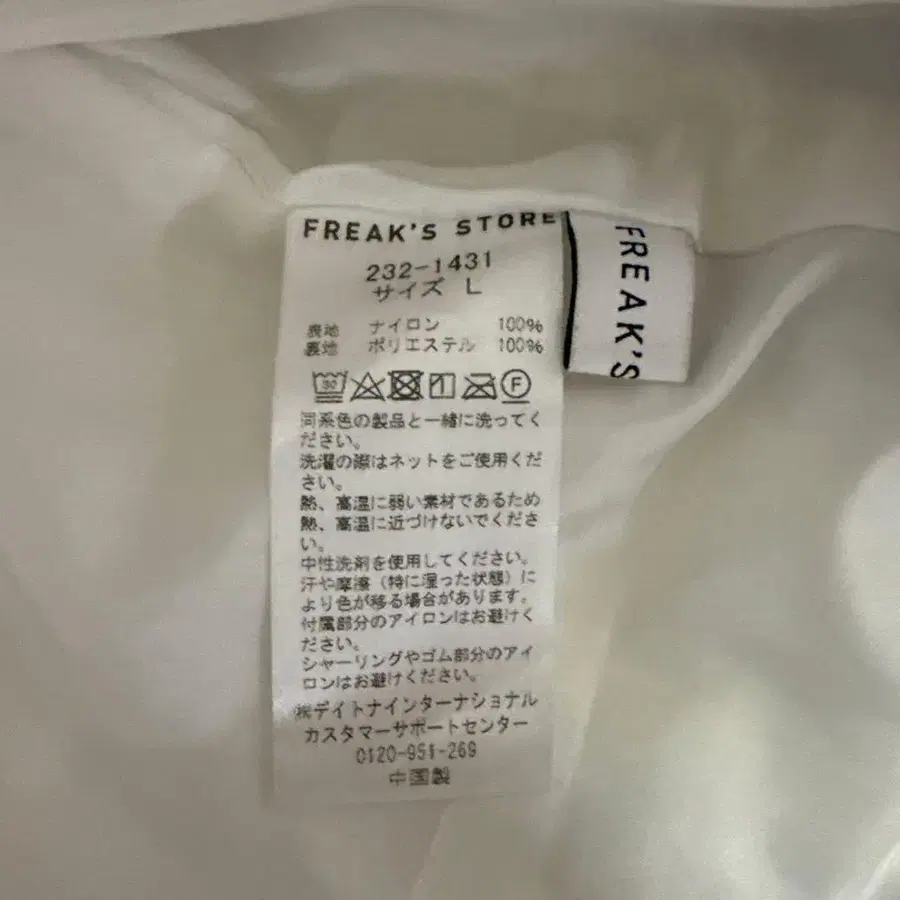 FREAK'S STORE
232-1431
サイズ L
表地 ナイロン 100%
裏地 ポリエステル 100%
30 F
同系色の製品と一緒に洗ってく
ださい。
洗濯の際はネットをご使用くだ
さい。
熱、高温に弱い素材であるため
熱、高温に近づけないでくださ
い。
中性洗剤を使用してください。
汗や摩擦（特に湿った状態）に
より色が移る場合があります。
付属部分のアイロンはお避けく
ださい。
シャーリングやゴム部分のアイ
ロンはお避けください。
㈱デイトナインターナショナル
カスタマーサポートセンター
0120-951-269
中国製
FREAK'S